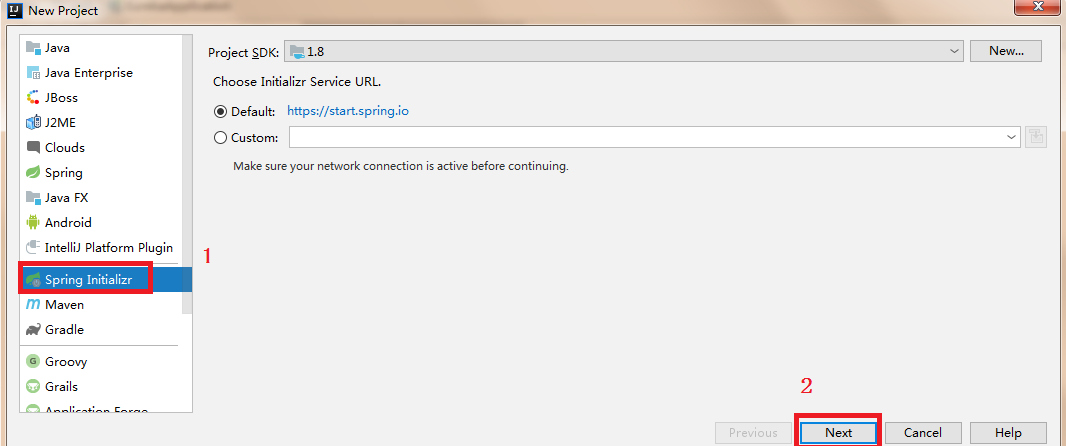 New Project
Java
Java Enterprise
JBoss
J2ME
Clouds
Spring
Java FX
Android
IntelliJ Platform Plugin
1
Spring Initializr
Maven
Gradle
Groovy
Grails
Application Forge
Project SDK: 1.8 New...
Choose Initializr Service URL.
Default: https://start.spring.io
Custom:
Make sure your network connection is active before continuing.
2
Previous Next Cancel Help